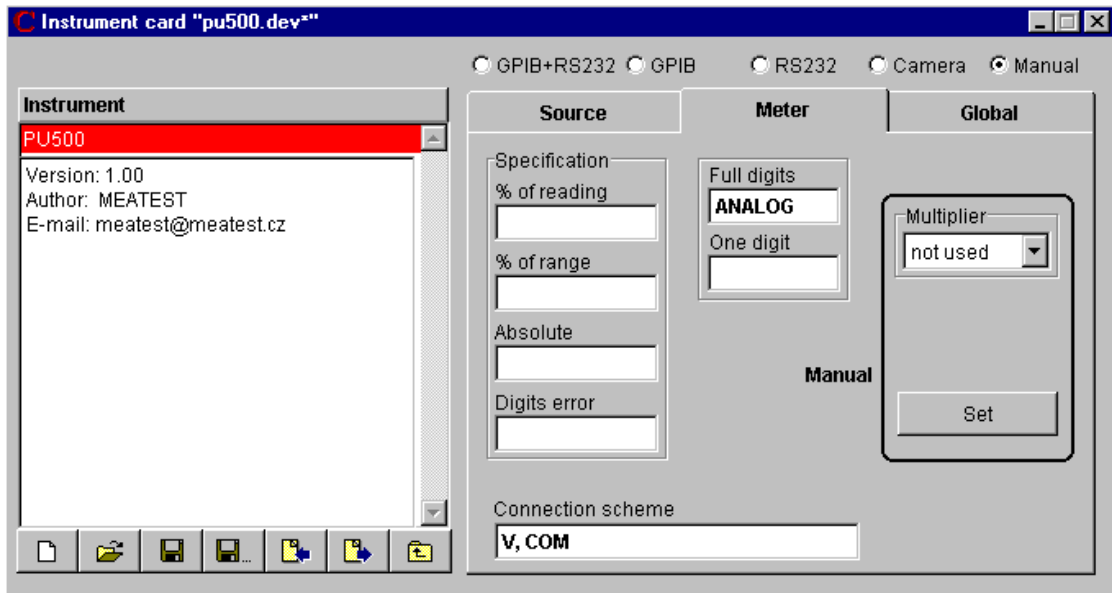 Instrument card "pu500.dev*"
GPIB+RS232 GPIB RS232 Camera Manual
Instrument
PU500
Version: 1.00
Author: MEATEST
E-mail: meatest@meatest.cz
Source Meter Global
Specification
% of reading
% of range
Absolute
Digits error
Full digits
ANALOG
One digit
Multiplier
not used
Manual
Set
Connection scheme
V, COM